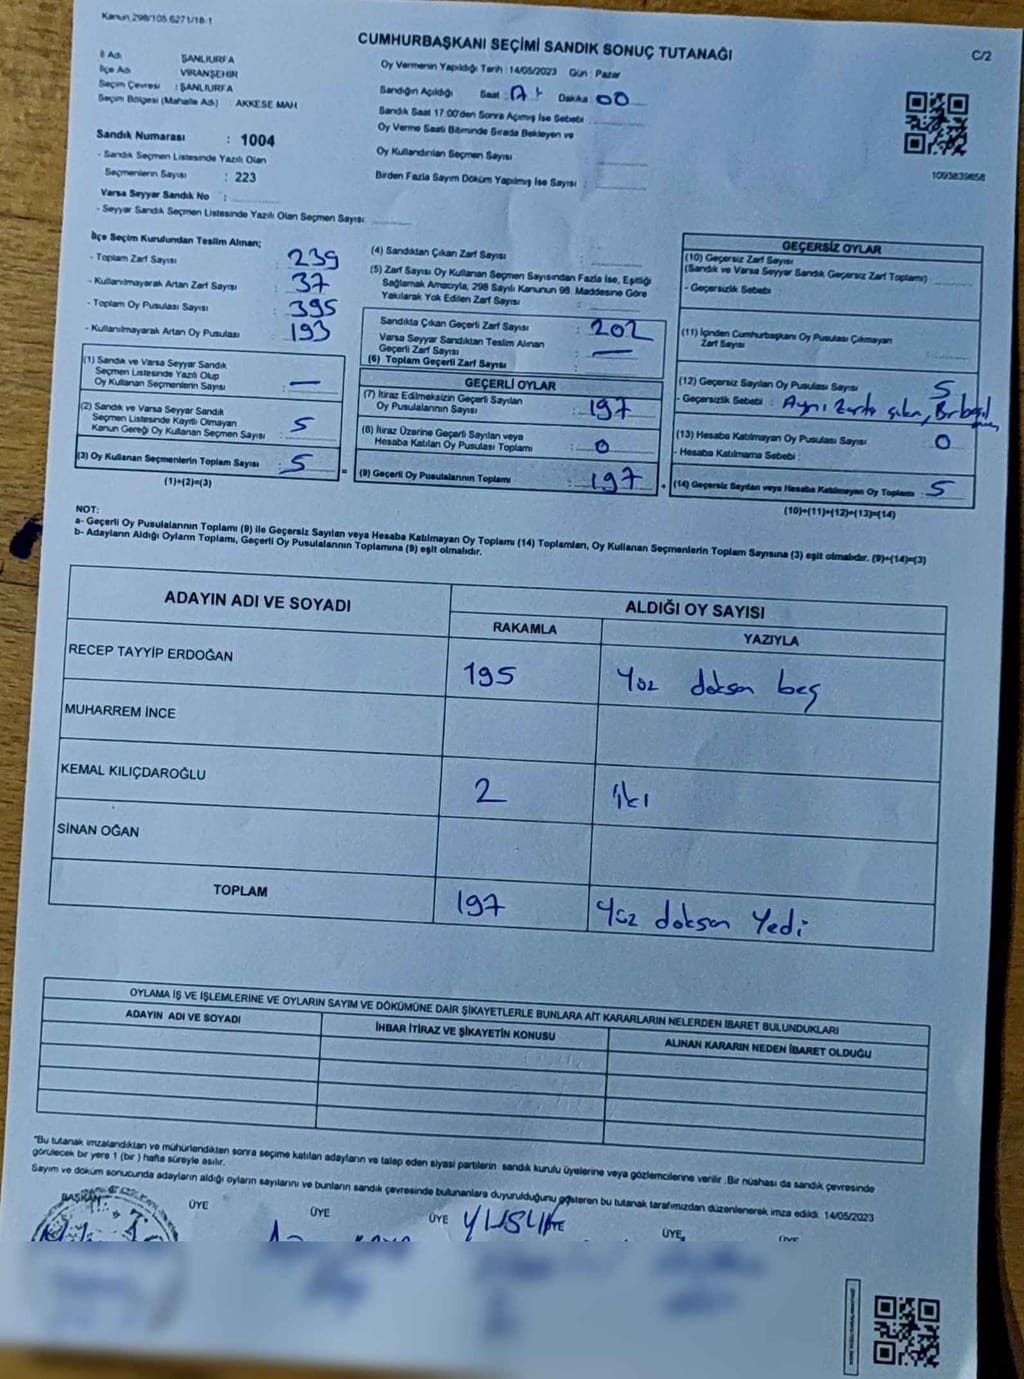 Kanun 298/105 6271/18-1
CUMHURBAŞKANI SEÇİMİ SANDIK SONUÇ TUTANAĞI
C/2
İl Adı : ŞANLIURFA
İlçe Adı : VİRANŞEHİR
Seçim Çevresi : ŞANLIURFA
Seçim Bölgesi (Mahalle Adı) : AKKESE MAH
Sandık Numarası : 1004
- Sandık Seçmen Listesinde Yazılı Olan
Seçmenlerin Sayısı : 223
Varsa Seyyar Sandık No :
- Seyyar Sandık Seçmen Listesinde Yazılı Olan Seçmen Sayısı
Oy Vermenin Yapıldığı Tarih : 14/05/2023 Gün : Pazar
Sandığın Açıldığı Saat : Dakika : 00
Sandık Saat 17:00'den Sonra Açımış İse Sebebi :
Oy Verme Saati Bitiminde Sırada Bekleyen ve
Oy Kullandırılan Seçmen Sayısı
Birden Fazla Sayım Döküm Yapılmış İse Sayısı :
1093839858
İlçe Seçim Kurulundan Teslim Alınan;
- Toplam Zarf Sayısı : 239
- Kullanılmayarak Artan Zarf Sayısı : 37
- Toplam Oy Pusulası Sayısı : 395
- Kullanılmayarak Artan Oy Pusulası : 193
(1) Sandık ve Varsa Seyyar Sandık
Seçmen Listesinde Yazılı Olup
Oy Kullanan Seçmenlerin Sayısı : —
(2) Sandık ve Varsa Seyyar Sandık
Seçmen Listesinde Kayıtlı Olmayan
Kanun Gereği Oy Kullanan Seçmen Sayısı : 5
(3) Oy Kullanan Seçmenlerin Toplam Sayısı : 5
(1)+(2)=(3)
(4) Sandıktan Çıkan Zarf Sayısı :
(5) Zarf Sayısı Oy Kullanan Seçmen Sayısından Fazla İse, Eşitliği
Sağlamak Amacıyla, 298 Sayılı Kanunun 98. Maddesine Göre
Yakılarak Yok Edilen Zarf Sayısı :
Sandıkta Çıkan Geçerli Zarf Sayısı : 202
Varsa Seyyar Sandıktan Teslim Alınan
Geçerli Zarf Sayısı : —
(6) Toplam Geçerli Zarf Sayısı :
GEÇERLİ OYLAR
(7) İtiraz Edilmeksizin Geçerli Sayılan
Oy Pusulalarının Sayısı : 197
(8) İtiraz Üzerine Geçerli Sayılan veya
Hesaba Katılan Oy Pusulası Toplamı : 0
(9) Geçerli Oy Pusulalarının Toplamı : 197
GEÇERSİZ OYLAR
(10) Geçersiz Zarf Sayısı
(Sandık ve Varsa Seyyar Sandık Geçersiz Zarf Toplamı)
- Geçersizlik Sebebi :
(11) İçinden Cumhurbaşkanı Oy Pusulası Çıkmayan
Zarf Sayısı
(12) Geçersiz Sayılan Oy Pusulası Sayısı 5
- Geçersizlik Sebebi : Aynı Zarfta çıkan,
(13) Hesaba Katılmayan Oy Pusulası Sayısı 0
- Hesaba Katılmama Sebebi :
(14) Geçersiz Sayılan veya Hesaba Katılmayan Oy Toplamı : 5
(10)+(11)+(12)+(13)=(14)
NOT:
a- Geçerli Oy Pusulalarının Toplamı (9) ile Geçersiz Sayılan veya Hesaba Katılmayan Oy Toplamı (14) Toplamları, Oy Kullanan Seçmenlerin Toplam Sayısına (3) eşit olmalıdır. (9)+(14)=(3)
b- Adayların Aldığı Oyların Toplamı, Geçerli Oy Pusulalarının Toplamına (9) eşit olmalıdır.
ADAYIN ADI VE SOYADI
ALDIĞI OY SAYISI
RAKAMLA YAZIYLA
RECEP TAYYİP ERDOĞAN 195 Yüz doksan beş
MUHARREM İNCE
KEMAL KILIÇDAROĞLU 2 iki
SİNAN OĞAN
TOPLAM 197 Yüz doksan Yedi
OYLAMA İŞ VE İŞLEMLERİNE VE OYLARIN SAYIM VE DÖKÜMÜNE DAİR ŞİKAYETLERLE BUNLARA AİT KARARLARIN NELERDEN İBARET BULUNDUKLARI
ADAYIN ADI VE SOYADI İHBAR İTİRAZ VE ŞİKAYETİN KONUSU ALINAN KARARIN NEDEN İBARET OLDUĞU
"Bu tutanak imzalandıktan ve mühürlendikten sonra seçime katılan adayların ve talep eden siyasi partilerin sandık kurulu üyelerine veya gözlemcilerine verilir .Bir nüshası da sandık çevresinde
görülecek bir yere 1 (bir ) hafta süreyle asılır.
Sayım ve döküm sonucunda adayların aldığı oyların sayılarını ve bunların sandık çevresinde bulunanlara duyurulduğunu gösteren bu tutanak tarafımızdan düzenlenerek imza edildi. 14/05/2023
BAŞKAN ÜYE ÜYE ÜYE YUSUF ÜYE ÜYE ÜYE